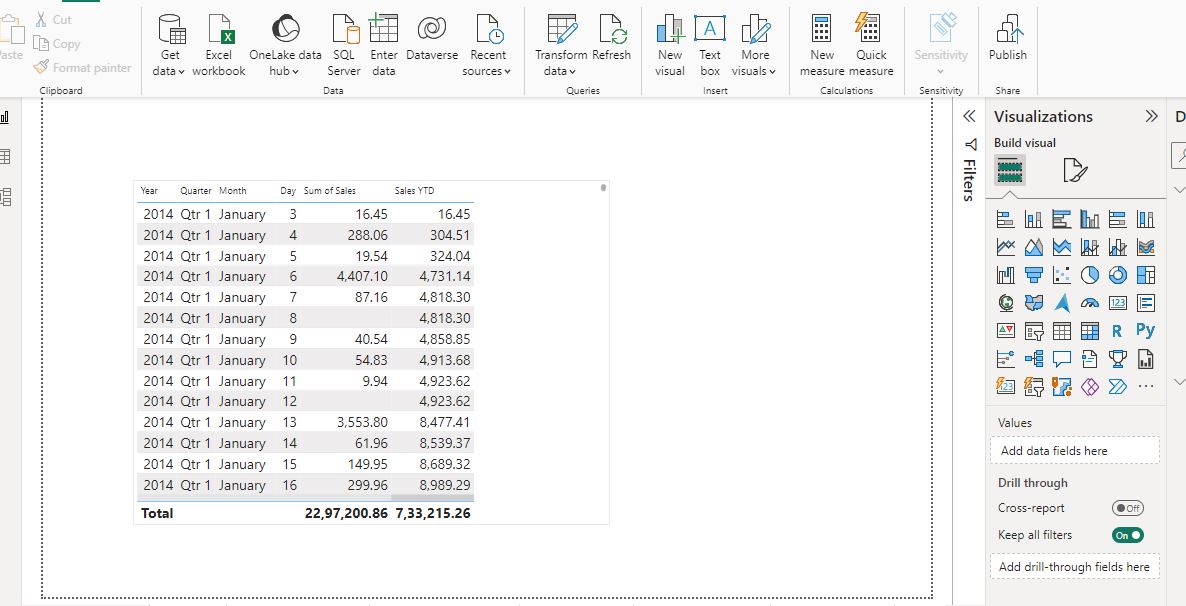 Cut
Copy
Format painter
Clipboard
Get data
Excel workbook
OneLake data hub
SQL Server
Enter data
Dataverse
Recent sources
Data
Transform data
Refresh
Queries
New visual
Text box
More visuals
Insert
New measure
Quick measure
Calculations
Sensitivity
Sensitivity
Publish
Share
Year Quarter Month Day Sum of Sales Sales YTD
2014 Qtr 1 January 3 16.45 16.45
2014 Qtr 1 January 4 288.06 304.51
2014 Qtr 1 January 5 19.54 324.04
2014 Qtr 1 January 6 4,407.10 4,731.14
2014 Qtr 1 January 7 87.16 4,818.30
2014 Qtr 1 January 8 4,818.30
2014 Qtr 1 January 9 40.54 4,858.85
2014 Qtr 1 January 10 54.83 4,913.68
2014 Qtr 1 January 11 9.94 4,923.62
2014 Qtr 1 January 12 4,923.62
2014 Qtr 1 January 13 3,553.80 8,477.41
2014 Qtr 1 January 14 61.96 8,539.37
2014 Qtr 1 January 15 149.95 8,689.32
2014 Qtr 1 January 16 299.96 8,989.29
Total 22,97,200.86 7,33,215.26
Filters
Visualizations
Build visual
123
R
Py
123
Values
Add data fields here
Drill through
Cross-report Off
Keep all filters On
Add drill-through fields here